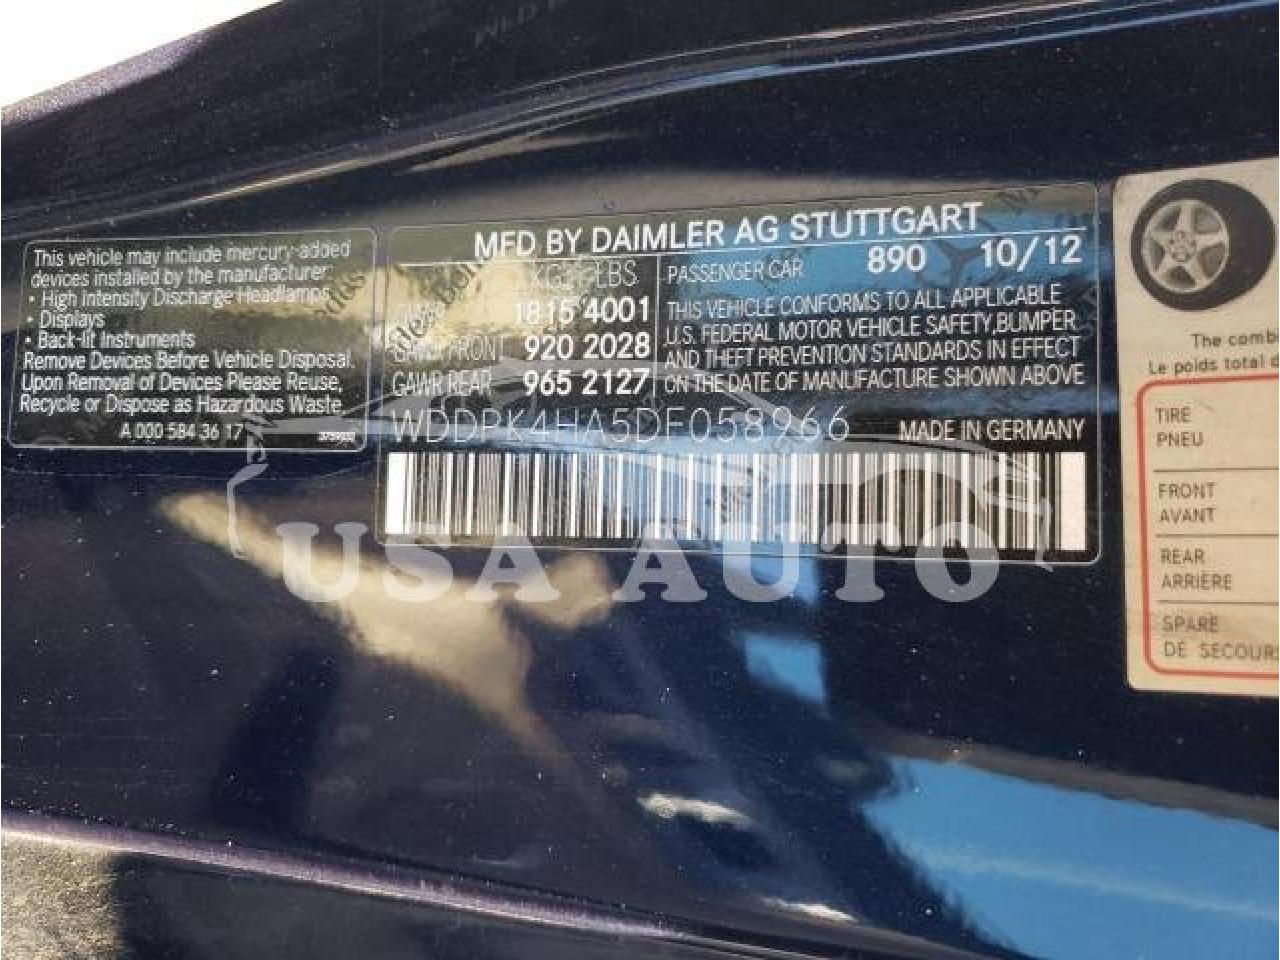 This vehicle may include mercury-added
devices installed by the manufacturer:
• High Intensity Discharge Headlamps
• Displays
• Back-lit Instruments
Remove Devices Before Vehicle Disposal.
Upon Removal of Devices Please Reuse,
Recycle or Dispose as Hazardous Waste.
A 000 584 36 17
MFD BY DAIMLER AG STUTTGART
KG LBS
1815 4001
GAWR FRONT 920 2028
GAWR REAR 965 2127
PASSENGER CAR 890 10/12
THIS VEHICLE CONFORMS TO ALL APPLICABLE
U.S. FEDERAL MOTOR VEHICLE SAFETY, BUMPER
AND THEFT PREVENTION STANDARDS IN EFFECT
ON THE DATE OF MANUFACTURE SHOWN ABOVE
WDDPK4HA5DF058966 MADE IN GERMANY
USA AUTO
The combi
Le poids total
TIRE
PNEU
FRONT
AVANT
REAR
ARRIÈRE
SPARE
DE SECOURS